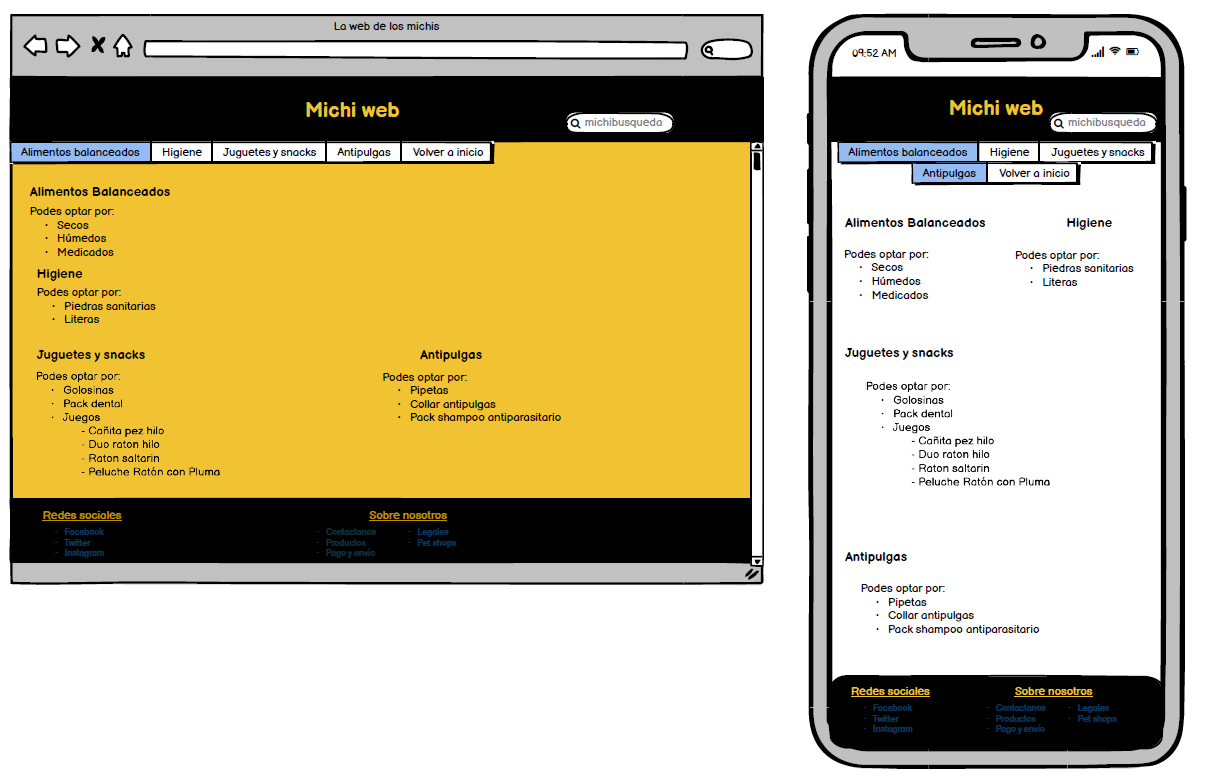 La web de los michis
Michi web
michibusqueda
Alimentos balanceados Higiene Juguetes y snacks Antipulgas Volver a inicio
Alimentos Balanceados
Podes optar por:
· Secos
· Húmedos
· Medicados
Higiene
Podes optar por:
· Piedras sanitarias
· Literas
Juguetes y snacks
Podes optar por:
· Golosinas
· Pack dental
· Juegos
- Cañita pez hilo
- Duo raton hilo
- Raton saltarin
- Peluche Ratón con Pluma
Antipulgas
Podes optar por:
· Pipetas
· Collar antipulgas
· Pack shampoo antiparasitario
Redes sociales
· Facebook
· Twitter
· Instagram
Sobre nosotros
· Contactanos
· Productos
· Pago y envio
· Legales
· Pet shops
09:52 AM
Michi web
michibusqueda
Alimentos balanceados Higiene Juguetes y snacks
Antipulgas Volver a inicio
Alimentos Balanceados
Podes optar por:
· Secos
· Húmedos
· Medicados
Higiene
Podes optar por:
· Piedras sanitarias
· Literas
Juguetes y snacks
Podes optar por:
· Golosinas
· Pack dental
· Juegos
- Cañita pez hilo
- Duo raton hilo
- Raton saltarin
- Peluche Ratón con Pluma
Antipulgas
Podes optar por:
· Pipetas
· Collar antipulgas
· Pack shampoo antiparasitario
Redes sociales
· Facebook
· Twitter
· Instagram
Sobre nosotros
· Contactanos
· Productos
· Pago y envio
· Legales
· Pet shops